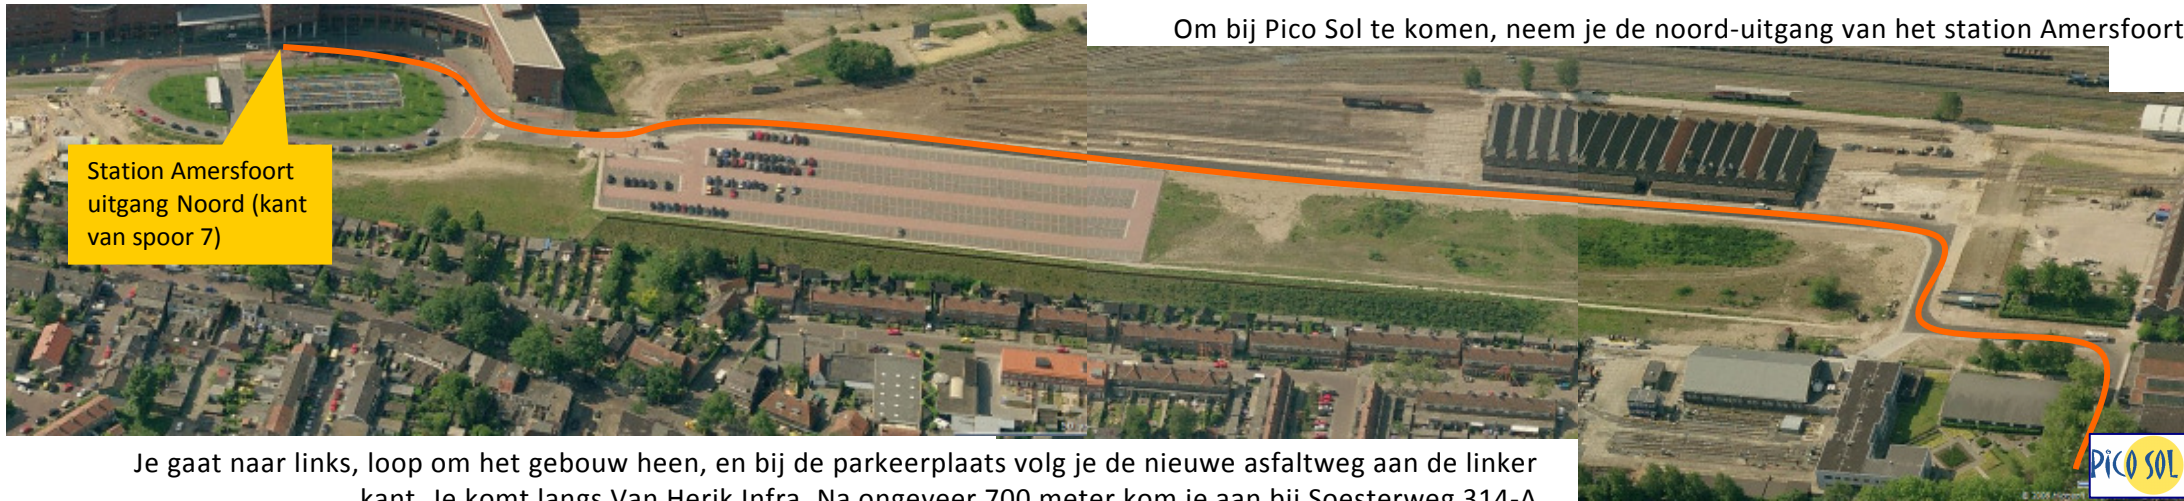 Om bij Pico Sol te komen, neem je de noord-uitgang van het station Amersfoort
Station Amersfoort
uitgang Noord (kant
van spoor 7)
Je gaat naar links, loop om het gebouw heen, en bij de parkeerplaats volg je de nieuwe asfaltweg aan de linker
kant. Je komt langs Van Herik Infra. Na ongeveer 700 meter kom je aan bij Soesterweg 314-A
PiCO SOL